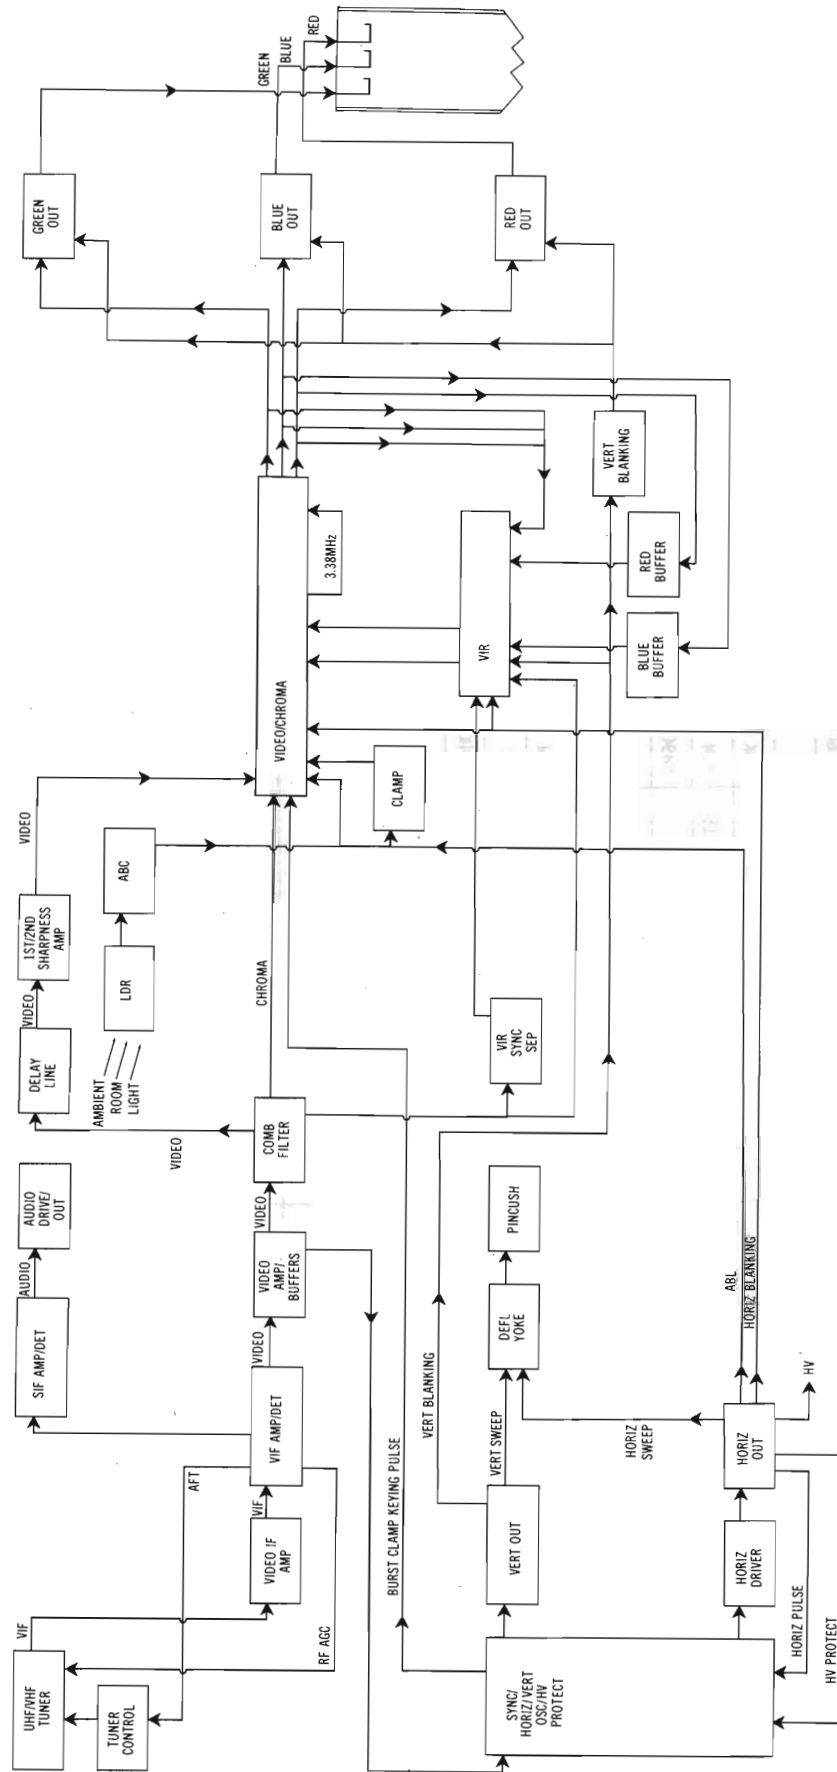 UHF/VHF
TUNER
TUNER
CONTROL
VIF
VIDEO IF
AMP
VIF
AFT
RF AGC
VIF AMP/DET
SIF AMP/DET
AUDIO
AUDIO
DRIVE/
OUT
VIDEO
VIDEO
AMP/
BUFFERS
VIDEO
COMB
FILTER
VIDEO
DELAY
LINE
VIDEO
1ST/2ND
SHARPNESS
AMP
VIDEO
AMBIENT
ROOM
LIGHT
LDR
ABC
CHROMA
VIDEO/CHROMA
3.38MHz
CLAMP
VIR
VIR
SYNC
SEP
GREEN
OUT
BLUE
OUT
RED
OUT
GREEN
BLUE
RED
VERT
BLANKING
RED
BUFFER
BLUE
BUFFER
SYNC/
HORIZ/VERT
OSC/HV
PROTECT
BURST CLAMP KEYING PULSE
VERT OUT
VERT BLANKING
VERT SWEEP
DEFL
YOKE
PINCUSH
HORIZ
SWEEP
HORIZ
DRIVER
HORIZ
OUT
HORIZ PULSE
HV PROTECT
HV
ABL
HORIZ BLANKING